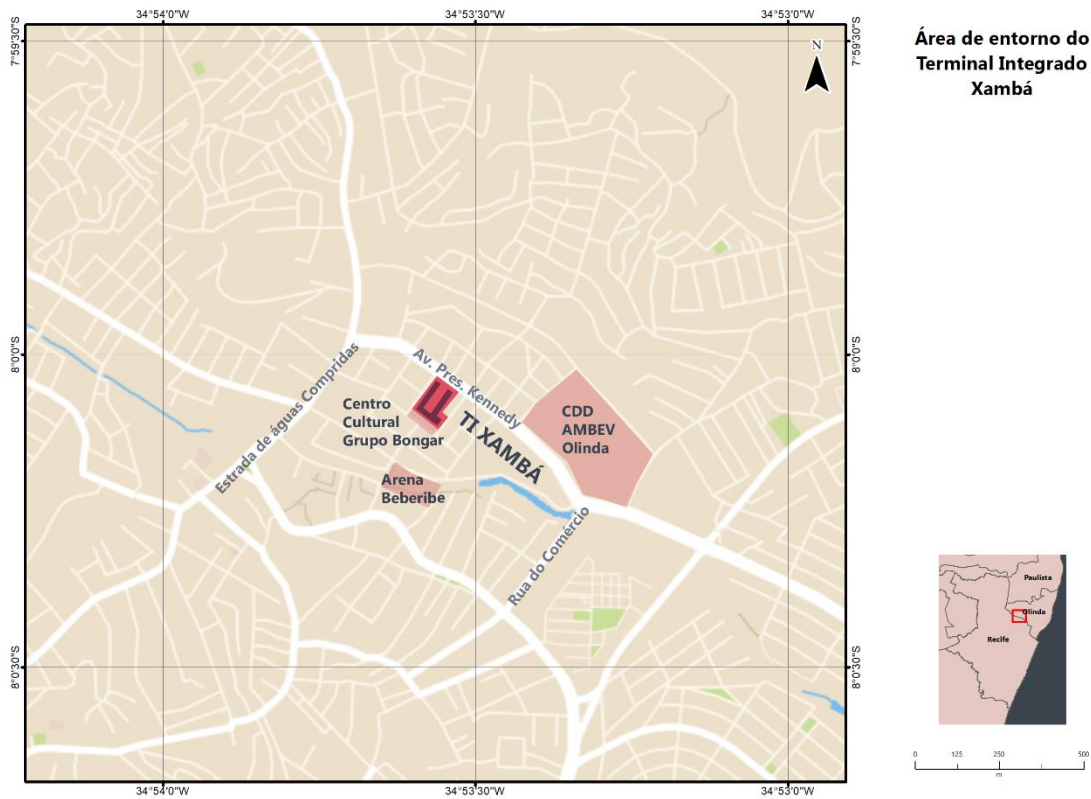 34°54'0"W
34°53'30"W
34°53'0"W
Área de entorno do
Terminal Integrado
Xambá
7°59'30"S
7°59'30"S
N
8°0'0"S
8°0'0"S
Av. Pres. Kennedy
Estrada de águas Compridas
Centro
Cultural
Grupo Bongar
TI XAMBÁ
CDD
AMBEV
Olinda
Arena
Beberibe
Rua do Comércio
Paulista
Olinda
Recife
8°0'30"S
8°0'30"S
0 125 250 500
m
34°54'0"W
34°53'30"W
34°53'0"W